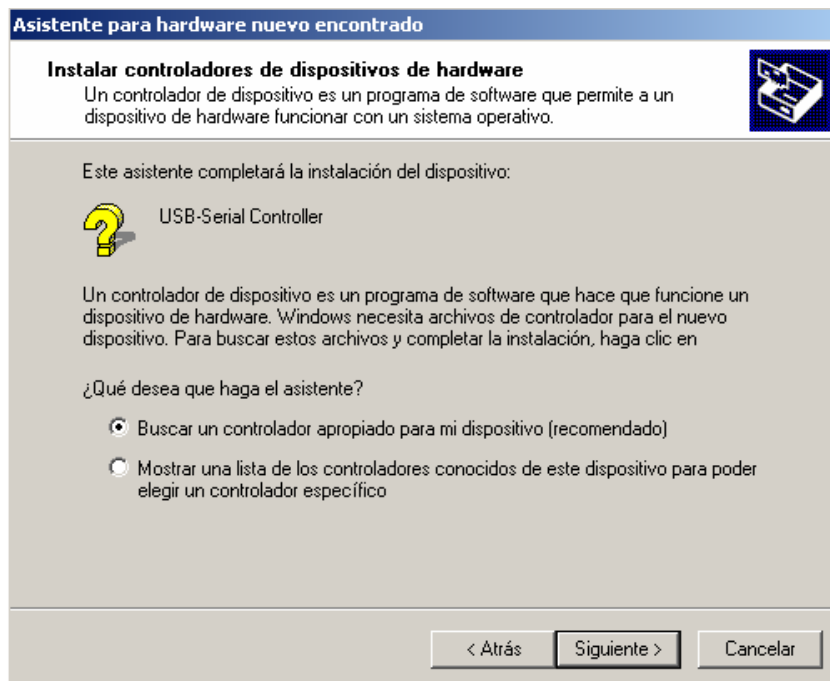 Asistente para hardware nuevo encontrado
Instalar controladores de dispositivos de hardware
Un controlador de dispositivo es un programa de software que permite a un
dispositivo de hardware funcionar con un sistema operativo.
Este asistente completará la instalación del dispositivo:
USB-Serial Controller
Un controlador de dispositivo es un programa de software que hace que funcione un
dispositivo de hardware. Windows necesita archivos de controlador para el nuevo
dispositivo. Para buscar estos archivos y completar la instalación, haga clic en
¿Qué desea que haga el asistente?
Buscar un controlador apropiado para mi dispositivo (recomendado)
Mostrar una lista de los controladores conocidos de este dispositivo para poder
elegir un controlador específico
< Atrás Siguiente > Cancelar